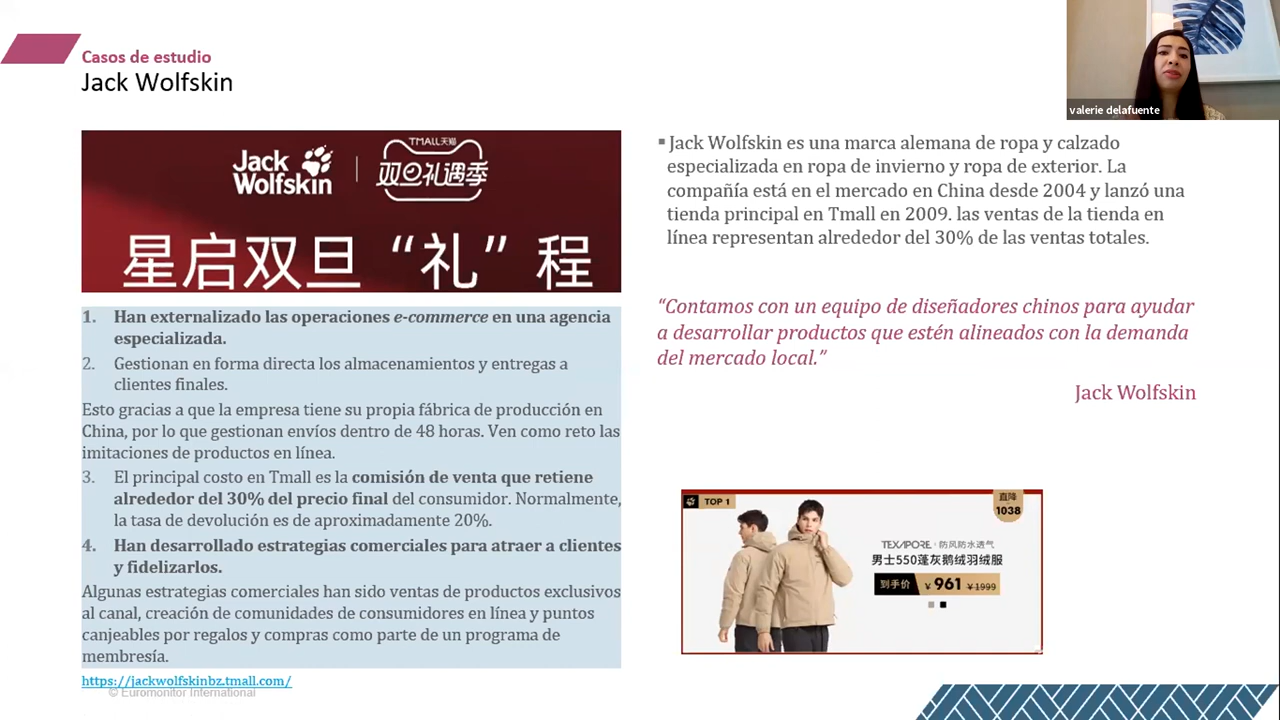 Casos de estudio
Jack Wolfskin
valerie delafuente
Jack
Wolfskin
TMALL天猫
双旦礼遇季
星启双旦“礼”程
1. Han externalizado las operaciones e-commerce en una agencia
especializada.
2. Gestionan en forma directa los almacenamientos y entregas a
clientes finales.
Esto gracias a que la empresa tiene su propia fábrica de producción en
China, por lo que gestionan envíos dentro de 48 horas. Ven como reto las
imitaciones de productos en línea.
3. El principal costo en Tmall es la comisión de venta que retiene
alrededor del 30% del precio final del consumidor. Normalmente,
la tasa de devolución es de aproximadamente 20%.
4. Han desarrollado estrategias comerciales para atraer a clientes
y fidelizarlos.
Algunas estrategias comerciales han sido ventas de productos exclusivos
al canal, creación de comunidades de consumidores en línea y puntos
canjeables por regalos y compras como parte de un programa de
membresía.
https://jackwolfskinbz.tmall.com/
© Euromonitor International
▪ Jack Wolfskin es una marca alemana de ropa y calzado
especializada en ropa de invierno y ropa de exterior. La
compañía está en el mercado en China desde 2004 y lanzó una
tienda principal en Tmall en 2009. las ventas de la tienda en
línea representan alrededor del 30% de las ventas totales.
“Contamos con un equipo de diseñadores chinos para ayudar
a desarrollar productos que estén alineados con la demanda
del mercado local.”
Jack Wolfskin
TOP 1
直降
1038
TEXAPORE · 防风防水透气
男士550蓬灰鹅绒羽绒服
到手价 ¥961 ¥1999